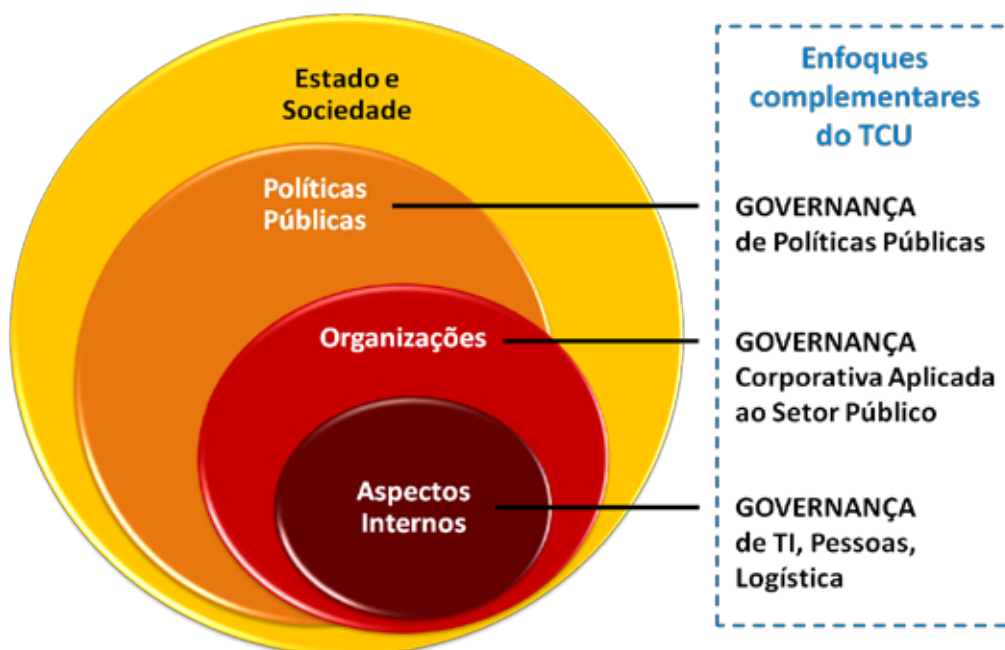 Estado e
Sociedade
Políticas
Públicas
Organizações
Aspectos
Internos
Enfoques
complementares
do TCU
GOVERNANÇA
de Políticas Públicas
GOVERNANÇA
Corporativa Aplicada
ao Setor Público
GOVERNANÇA
de TI, Pessoas,
Logística